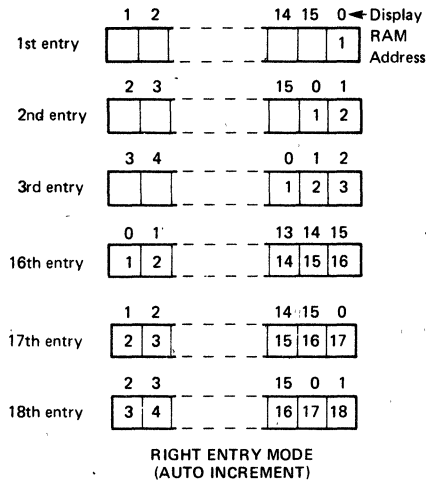 1 2 14 15 0 Display
RAM
Address
1st entry 1
2 3 15 0 1
2nd entry 1 2
3 4 0 1 2
3rd entry 1 2 3
0 1 13 14 15
16th entry 1 2 14 15 16
1 2 14 15 0
17th entry 2 3 15 16 17
2 3 15 0 1
18th entry 3 4 16 17 18
RIGHT ENTRY MODE
(AUTO INCREMENT)